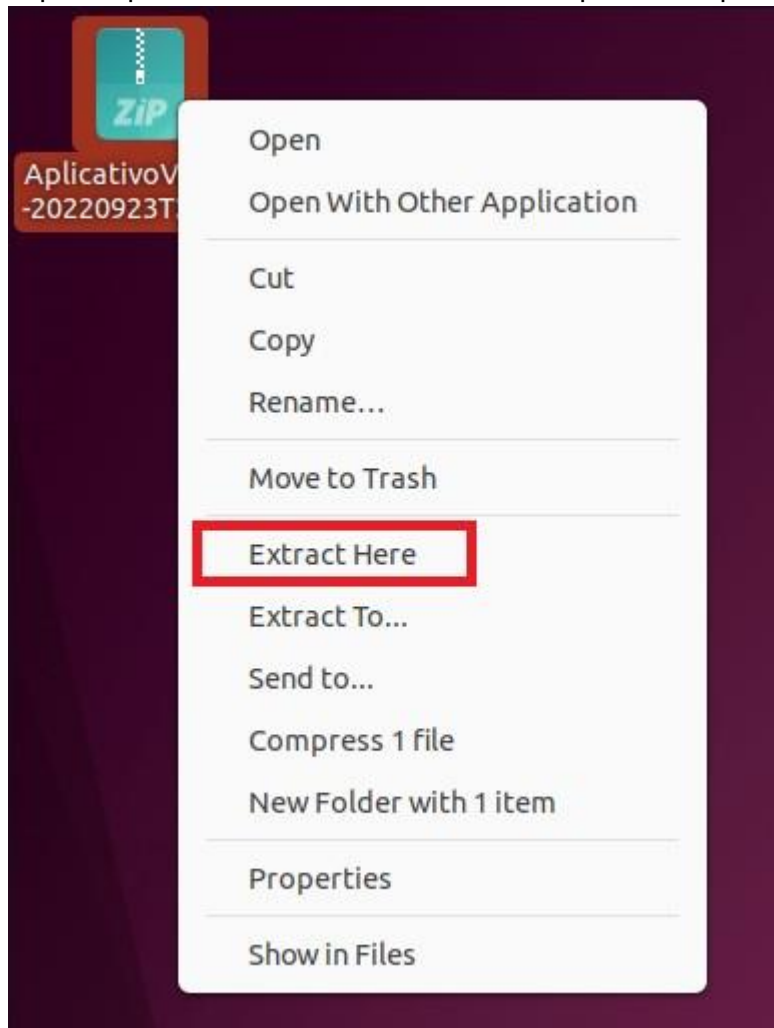 ZiP
AplicativoV
-20220923T
Open
Open With Other Application
Cut
Copy
Rename...
Move to Trash
Extract Here
Extract To...
Send to...
Compress 1 file
New Folder with 1 item
Properties
Show in Files